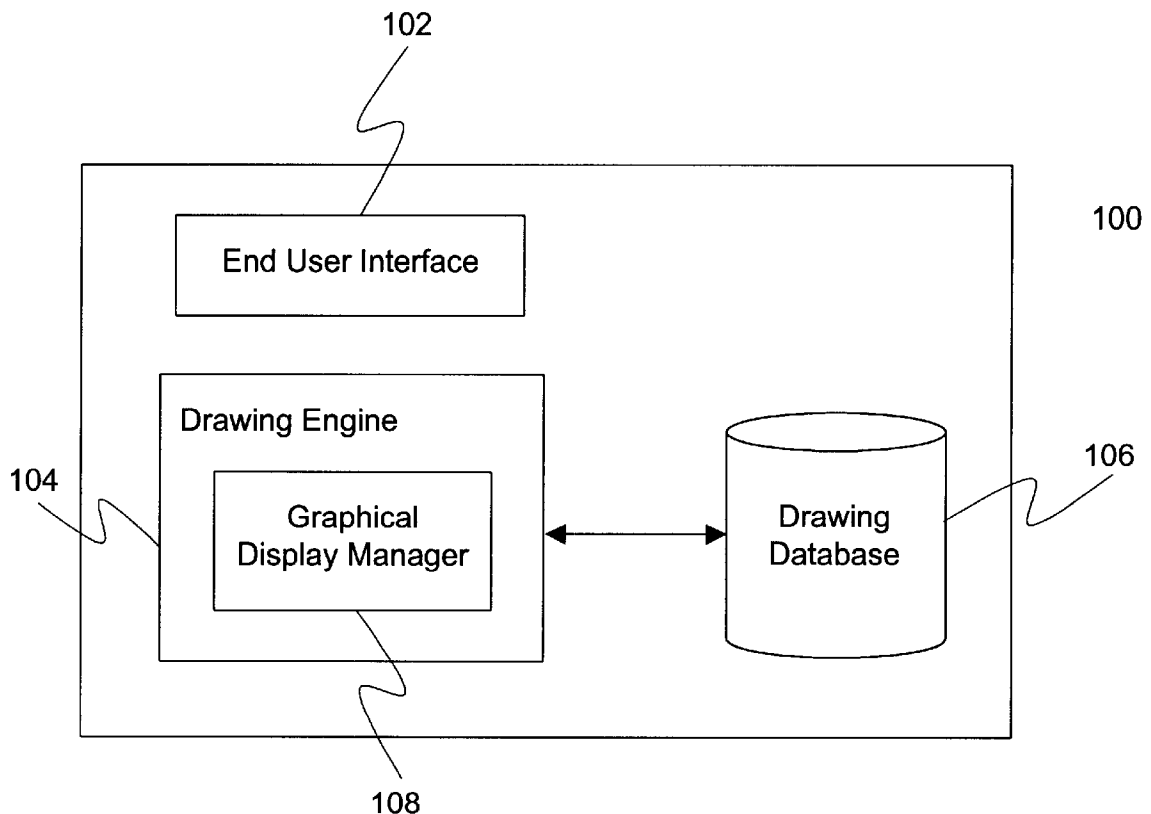 102
100
End User Interface
Drawing Engine
104
106
Graphical
Display Manager
Drawing
Database
108